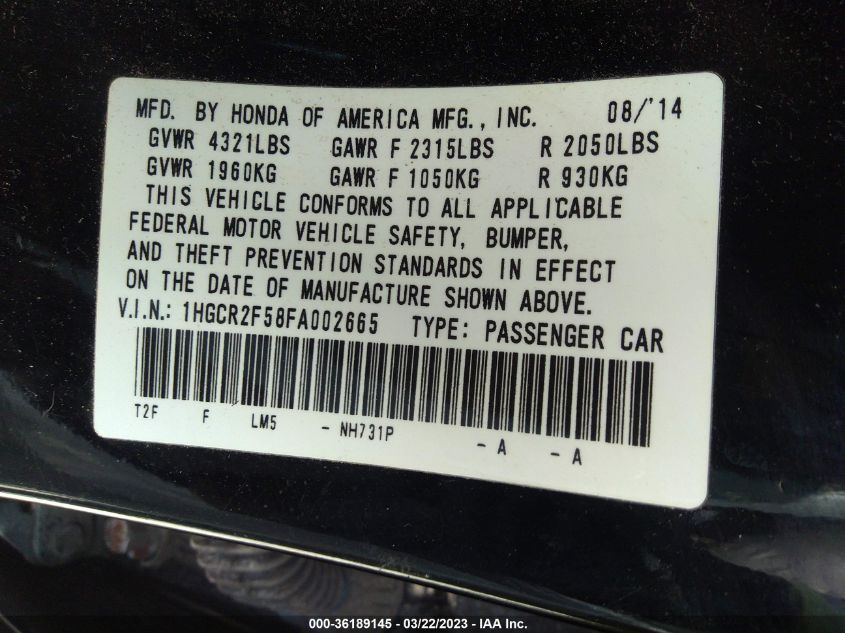 MFD. BY HONDA OF AMERICA MFG., INC. 08/'14
GVWR 4321LBS GAWR F 2315LBS R 2050LBS
GVWR 1960KG GAWR F 1050KG R 930KG
THIS VEHICLE CONFORMS TO ALL APPLICABLE
FEDERAL MOTOR VEHICLE SAFETY, BUMPER,
AND THEFT PREVENTION STANDARDS IN EFFECT
ON THE DATE OF MANUFACTURE SHOWN ABOVE.
V.I.N.: 1HGCR2F58FA002665 TYPE: PASSENGER CAR
T2F F LM5 - NH731P - A - A
000-36189145 - 03/22/2023 - IAA Inc.